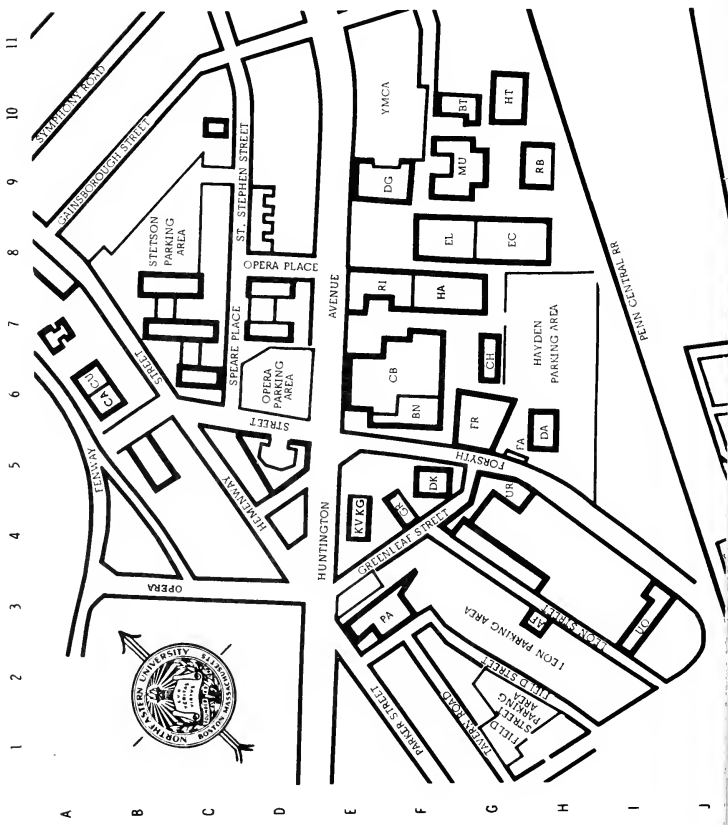 11
10
9
8
7
6
5
4
3
2
1
A
B
C
D
E
F
G
H
I
J
SYMPHONY ROAD
GAINSBOROUGH STREET
STETSON
PARKING
AREA
ST. STEPHEN STREET
OPERA PLACE
SPEARE PLACE
OPERA
PARKING
AREA
STREET
STREET
FENWAY
HEMENWAY
GA CU
OPERA
HUNTINGTON
AVENUE
YMCA
BT
HT
DG
MU
RB
EL
EC
RI
HA
CB
BN
CH
HAYDEN
PARKING AREA
FR
DA
FA
FORSYTH
DK
UR
KV KG
GR
GREENLEAF STREET
PA
LEON PARKING AREA
AF
LEON STREET
UO
FIELD STREET
FIELD
STREET
PARKING
AREA
TAVERN ROAD
PARKER STREET
PENN CENTRAL RR
NORTHEASTERN UNIVERSITY
BOSTON MASSACHUSETTS